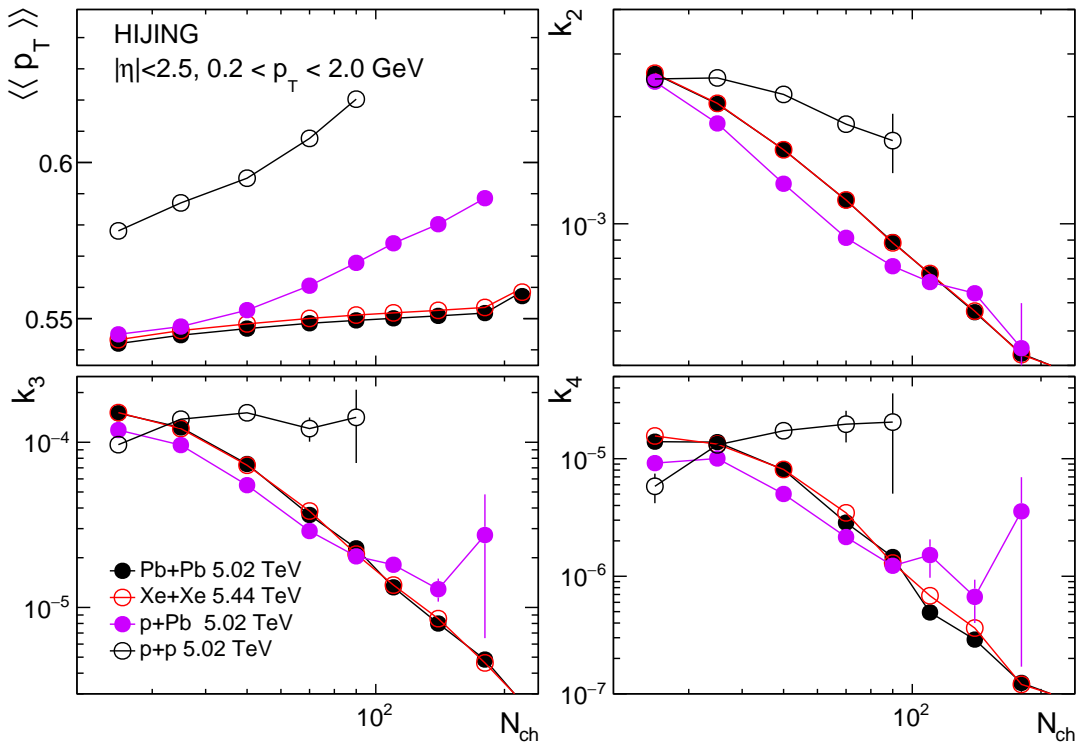 ⟨⟨ p_T ⟩⟩
HIJING
|η|<2.5, 0.2 < p_T < 2.0 GeV
0.6
0.55
k_2
10^-3
k_3
10^-4
10^-5
Pb+Pb 5.02 TeV
Xe+Xe 5.44 TeV
p+Pb 5.02 TeV
p+p 5.02 TeV
10^2
N_ch
k_4
10^-5
10^-6
10^-7
10^2
N_ch